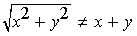 √(x² + y²) ≠ x + y